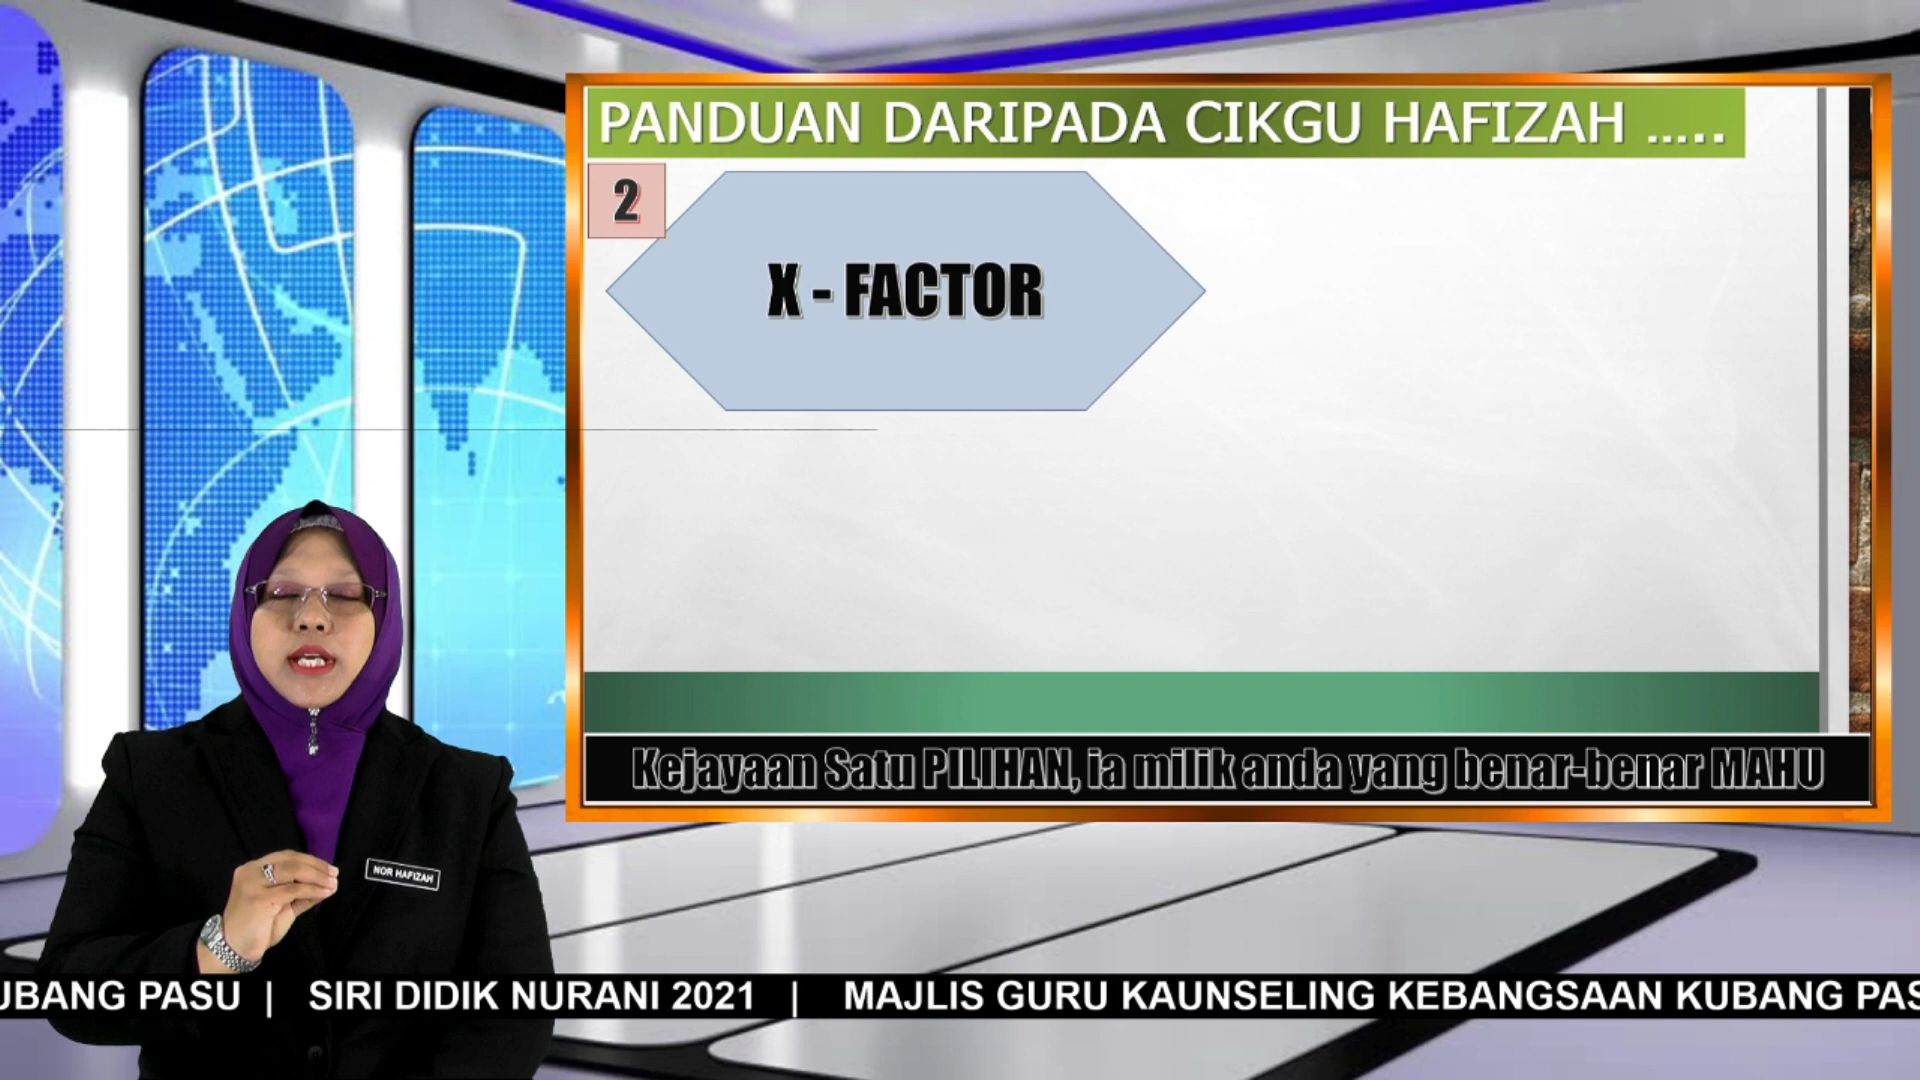 PANDUAN DARIPADA CIKGU HAFIZAH .....
2
X - FACTOR
Kejayaan Satu PILIHAN, ia milik anda yang benar-benar MAHU
NOR HAFIZAH
UBANG PASU | SIRI DIDIK NURANI 2021 | MAJLIS GURU KAUNSELING KEBANGSAAN KUBANG PAS